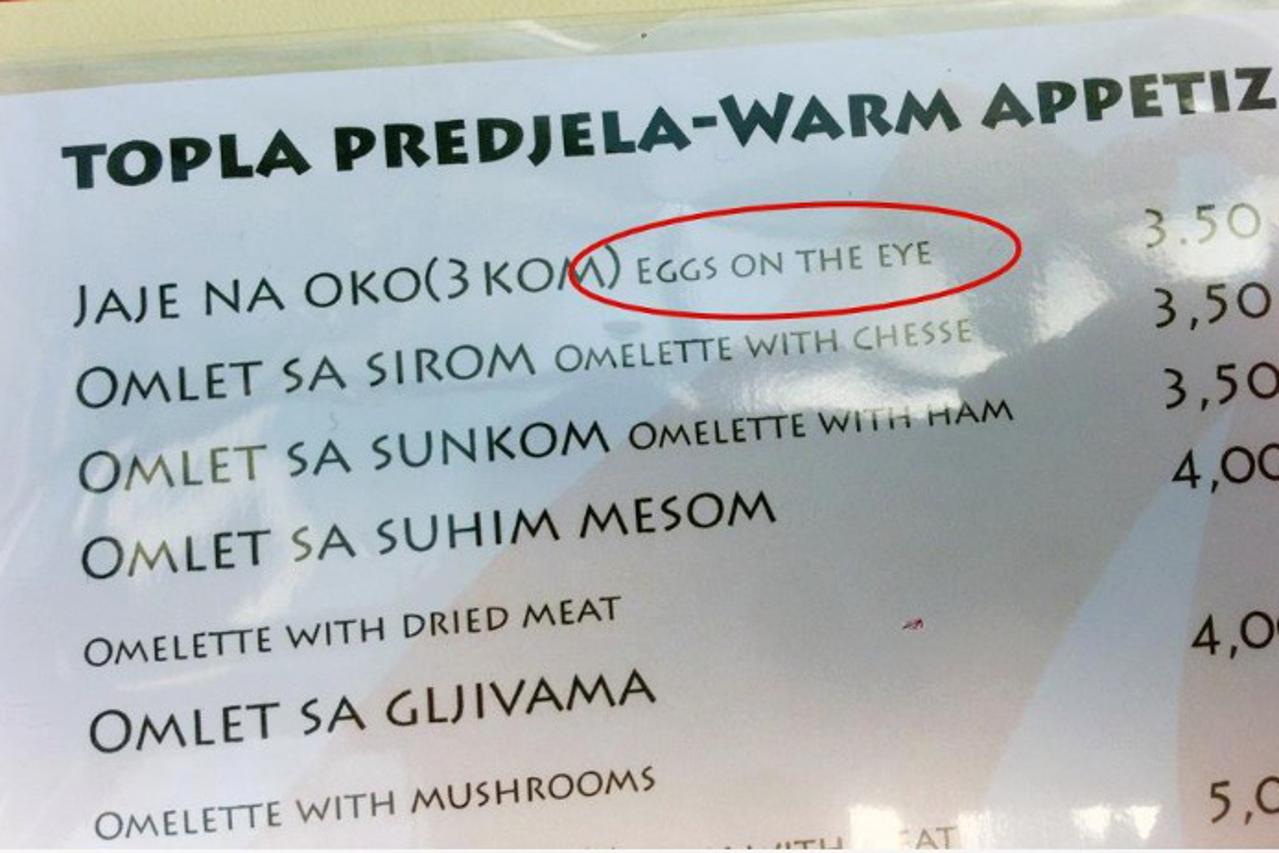 TOPLA PREDJELA-WARM APPETIZ
JAJE NA OKO(3 KOM) EGGS ON THE EYE 3.50
OMLET SA SIROM OMELETTE WITH CHESSE 3,50
OMLET SA SUNKOM OMELETTE WITH HAM 3,50
OMLET SA SUHIM MESOM 4,00
OMELETTE WITH DRIED MEAT
OMLET SA GLJIVAMA 4,0
OMELETTE WITH MUSHROOMS 5,0
WITH